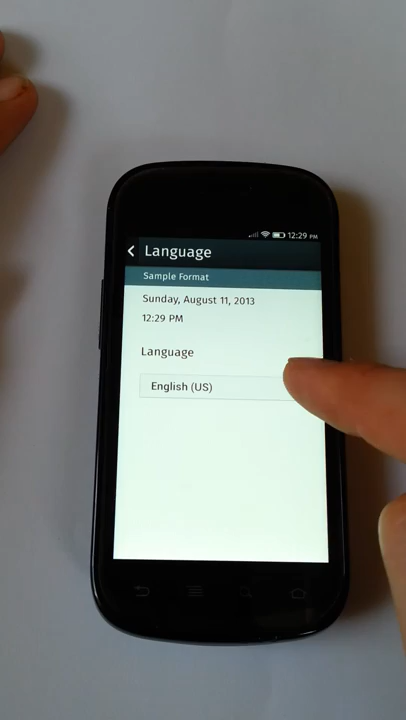 12:29 PM
Language
Sample Format
Sunday, August 11, 2013
12:29 PM
Language
English (US)